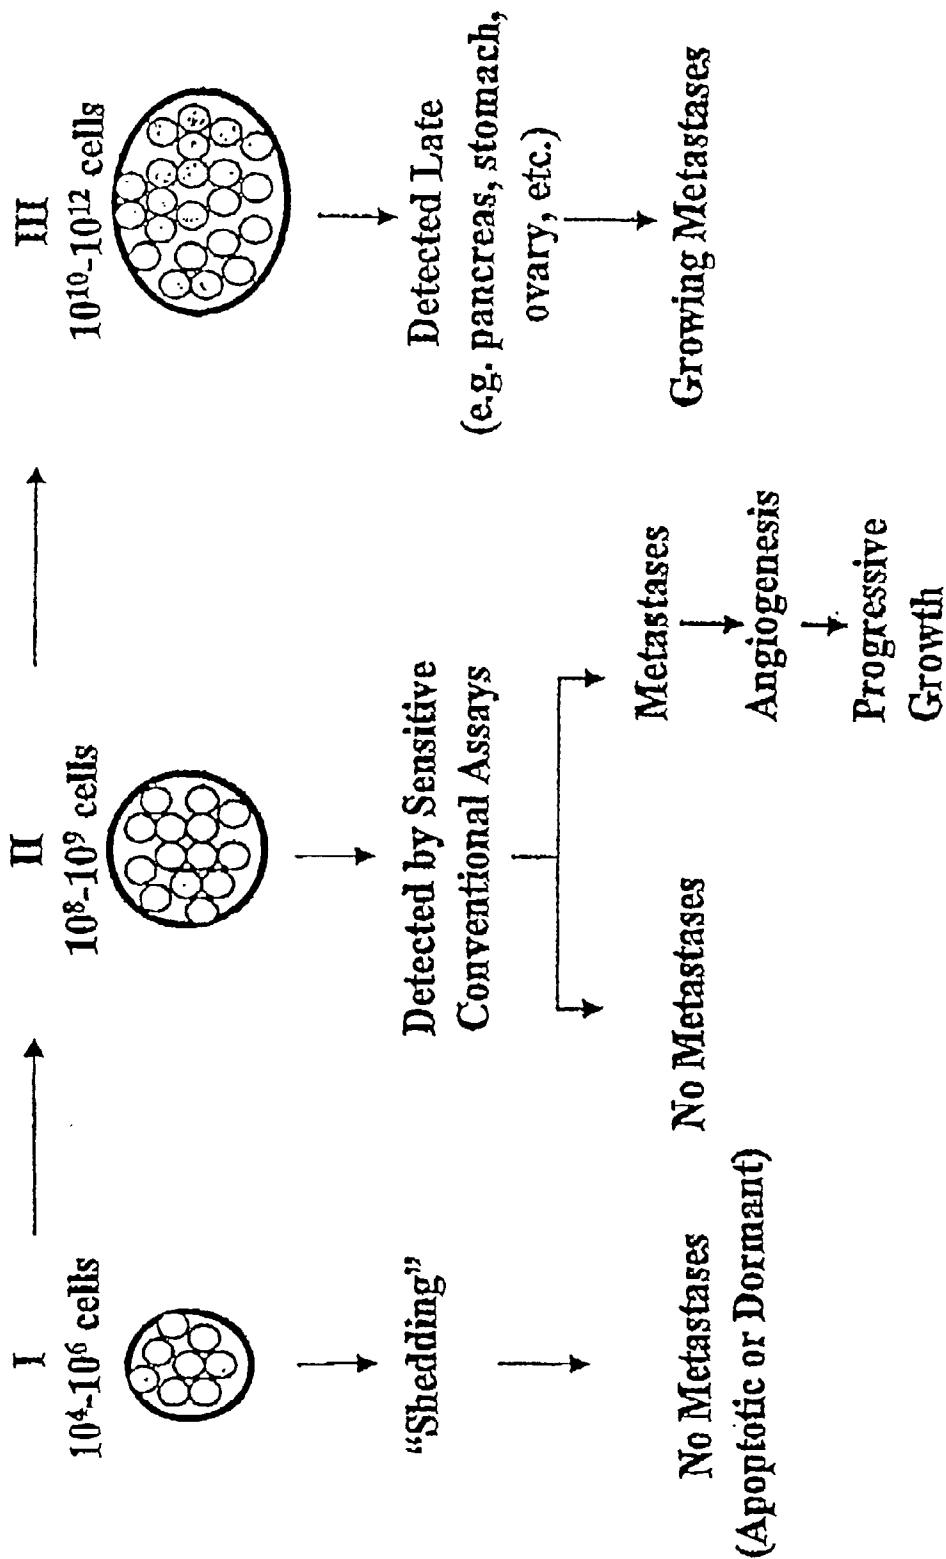 I
10⁴-10⁶ cells
"Shedding"
No Metastases
(Apoptotic or Dormant)
II
10⁸-10⁹ cells
Detected by Sensitive
Conventional Assays
No Metastases
Metastases
Angiogenesis
Progressive
Growth
III
10¹⁰-10¹² cells
Detected Late
(e.g. pancreas, stomach,
ovary, etc.)
Growing Metastases